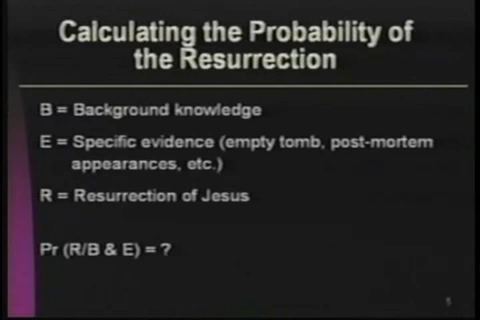 Calculating the Probability of
the Resurrection
B = Background knowledge
E = Specific evidence (empty tomb, post-mortem
appearances, etc.)
R = Resurrection of Jesus
Pr (R/B & E) = ?
5